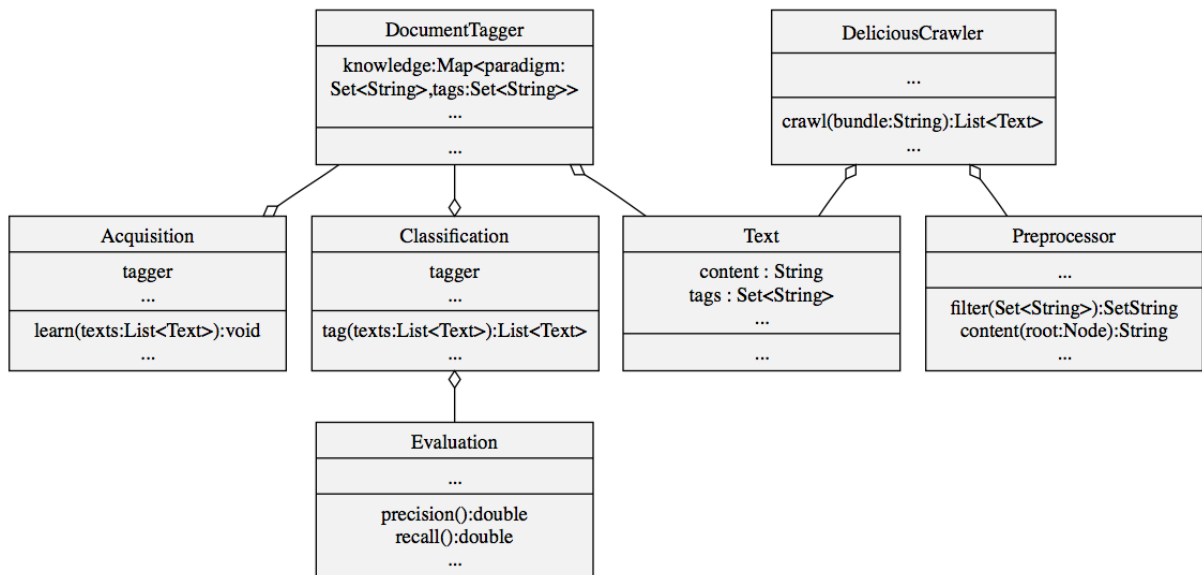 DocumentTagger
knowledge:Map<paradigm:
Set<String>,tags:Set<String>>
...
...
DeliciousCrawler
...
crawl(bundle:String):List<Text>
...
Acquisition
tagger
...
learn(texts:List<Text>):void
...
Classification
tagger
...
tag(texts:List<Text>):List<Text>
...
Text
content : String
tags : Set<String>
...
...
Preprocessor
...
filter(Set<String>):SetString
content(root:Node):String
...
Evaluation
...
precision():double
recall():double
...